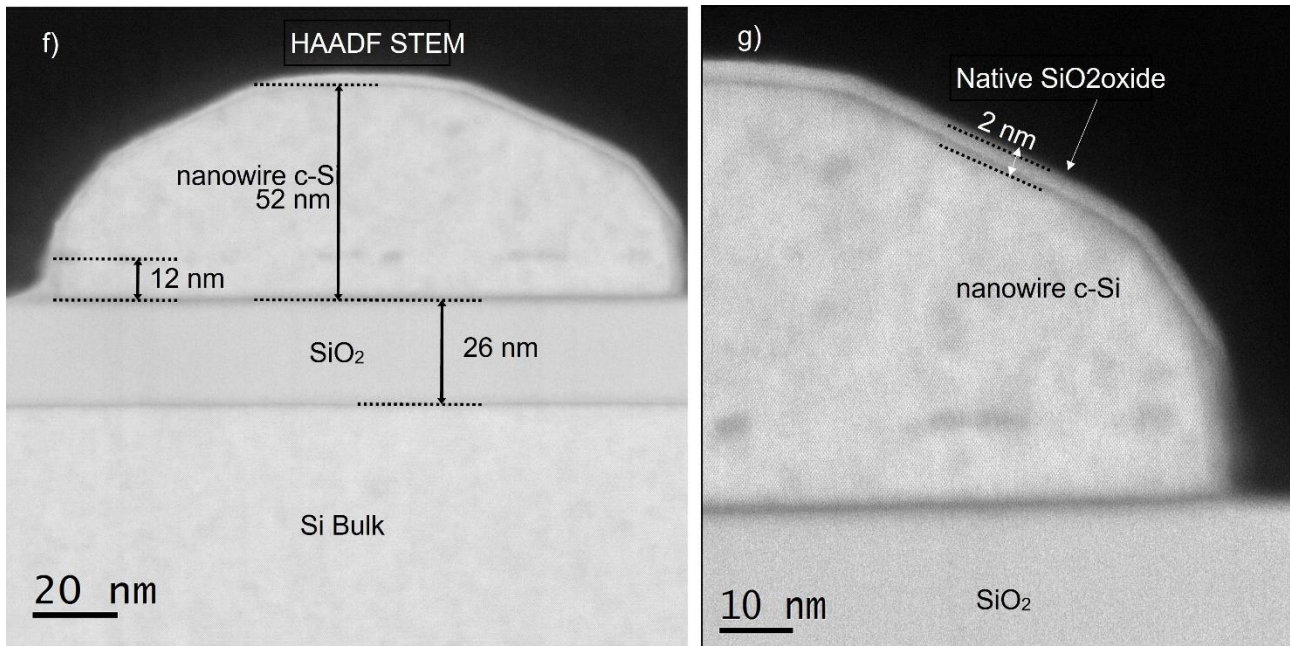 f)
HAADF STEM
nanowire c-Si
52 nm
12 nm
SiO₂
26 nm
Si Bulk
20 nm
g)
Native SiO2oxide
2 nm
nanowire c-Si
SiO₂
10 nm